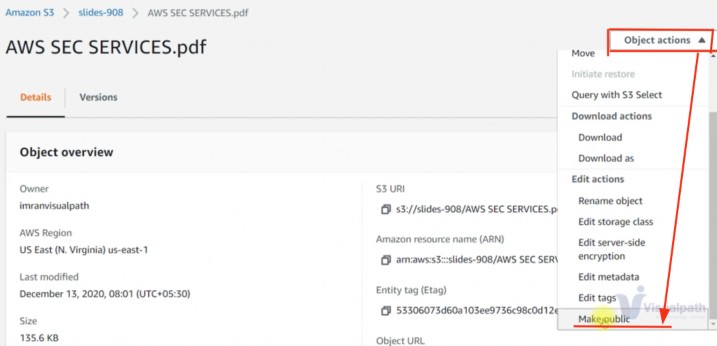 Amazon S3 > slides-908 > AWS SEC SERVICES.pdf
AWS SEC SERVICES.pdf
Object actions ▲
Details
Versions
Object overview
Owner
imranvisualpath
AWS Region
US East (N. Virginia) us-east-1
Last modified
December 13, 2020, 08:01 (UTC+05:30)
Size
135.6 KB
S3 URI
s3://slides-908/AWS SEC SERVICES.p
Amazon resource name (ARN)
arn:aws:s3:::slides-908/AWS SEC SERV
Entity tag (Etag)
53306073d60a103ee9736c98c0d12e
Object URL
Move
Initiate restore
Query with S3 Select
Download actions
Download
Download as
Edit actions
Rename object
Edit storage class
Edit server-side
encryption
Edit metadata
Edit tags
Make public
Visualpath